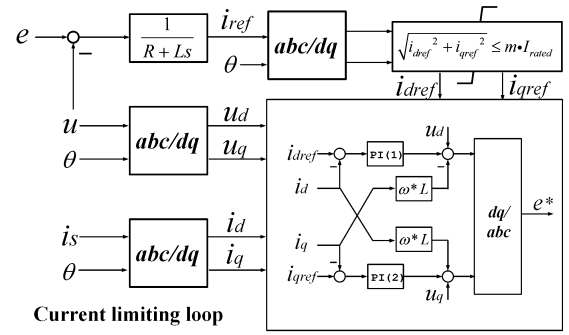 e
−
1
R + Ls
i_ref
θ
abc/dq
√(i_dref² + i_qref²) ≤ m•I_rated
i_dref
i_qref
u
θ
abc/dq
u_d
u_q
i_s
θ
abc/dq
i_d
i_q
i_dref
−
PI(1)
u_d
−
i_d
ω* L
dq/
abc
e*
i_q
ω* L
−
i_qref
PI(2)
u_q
Current limiting loop